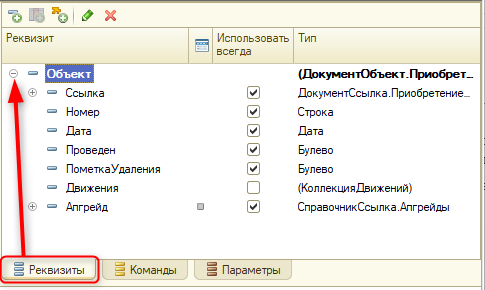 Реквизит Использовать всегда Тип
Объект (ДокументОбъект.Приобрет...
Ссылка ДокументСсылка.Приобретение...
Номер Строка
Дата Дата
Проведен Булево
ПометкаУдаления Булево
Движения (КоллекцияДвижений)
Апгрейд СправочникСсылка.Апгрейды
Реквизиты Команды Параметры